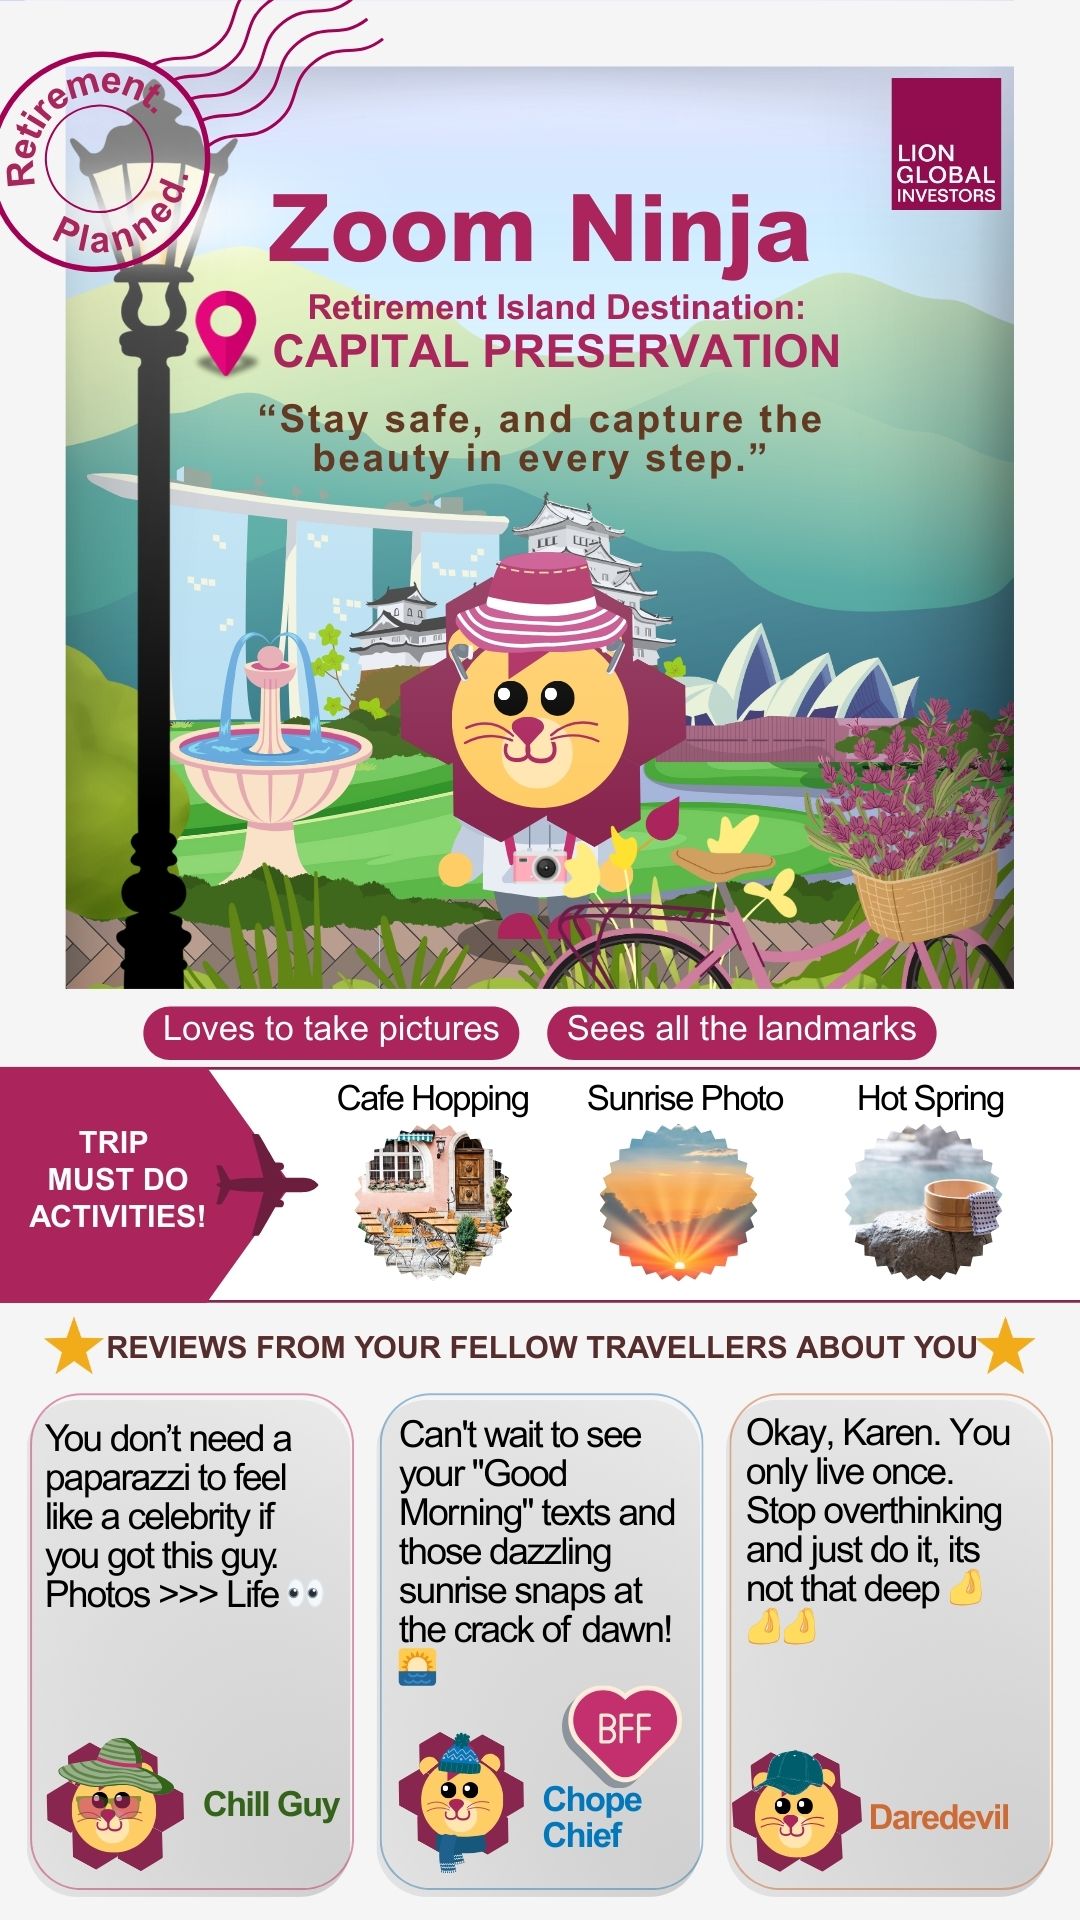 Retirement.
Planned.
LION
GLOBAL
INVESTORS
Zoom Ninja
Retirement Island Destination:
CAPITAL PRESERVATION
“Stay safe, and capture the
beauty in every step.”
Loves to take pictures
Sees all the landmarks
TRIP
MUST DO
ACTIVITIES!
Cafe Hopping
Sunrise Photo
Hot Spring
REVIEWS FROM YOUR FELLOW TRAVELLERS ABOUT YOU
You don’t need a
paparazzi to feel
like a celebrity if
you got this guy.
Photos >>> Life 👀
Chill Guy
Can't wait to see
your "Good
Morning" texts and
those dazzling
sunrise snaps at
the crack of dawn!
🌅
BFF
Chope
Chief
Okay, Karen. You
only live once.
Stop overthinking
and just do it, its
not that deep 🫵
🫵🫵
Daredevil